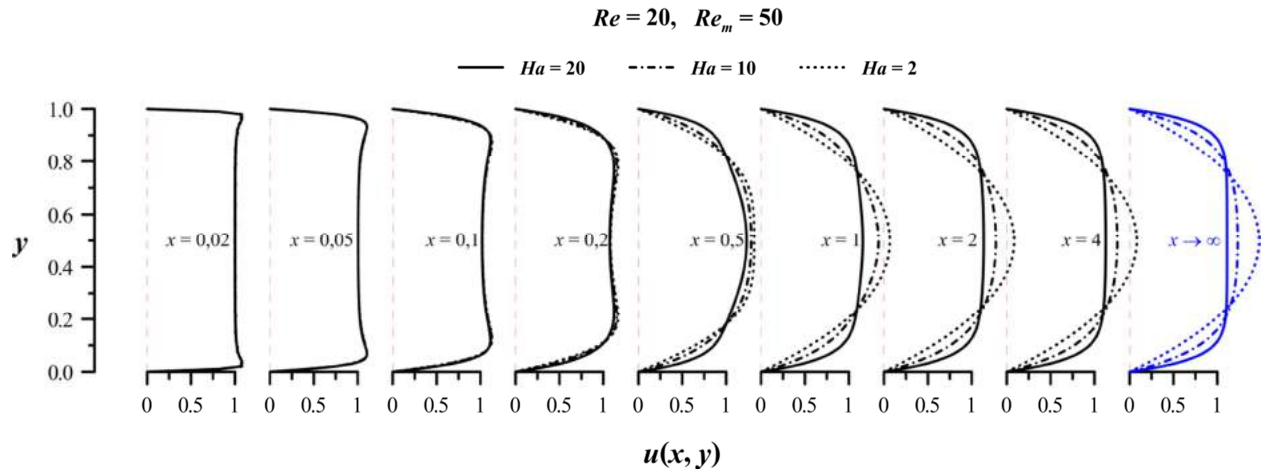 Re = 20, Re_m = 50
Ha = 20 Ha = 10 Ha = 2
1.0
0.8
0.6
0.4
0.2
0.0
y
x = 0,02 x = 0,05 x = 0,1 x = 0,2 x = 0,5 x = 1 x = 2 x = 4 x → ∞
0 0.5 1 0 0.5 1 0 0.5 1 0 0.5 1 0 0.5 1 0 0.5 1 0 0.5 1 0 0.5 1 0 0.5 1
u(x, y)